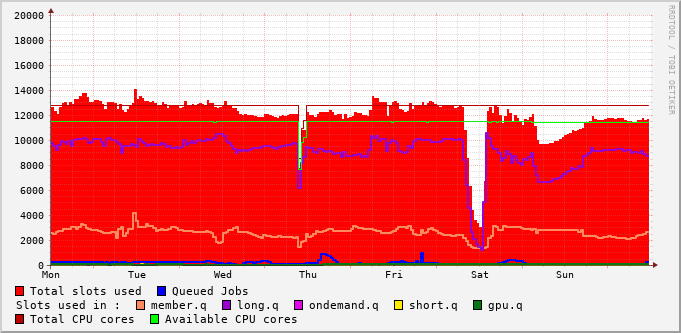 20000
18000
16000
14000
12000
10000
8000
6000
4000
2000
0
Mon Tue Wed Thu Fri Sat Sun
RRDTOOL / TOBI OETIKER
Total slots used Queued Jobs
Slots used in : member.q long.q ondemand.q short.q gpu.q
Total CPU cores Available CPU cores